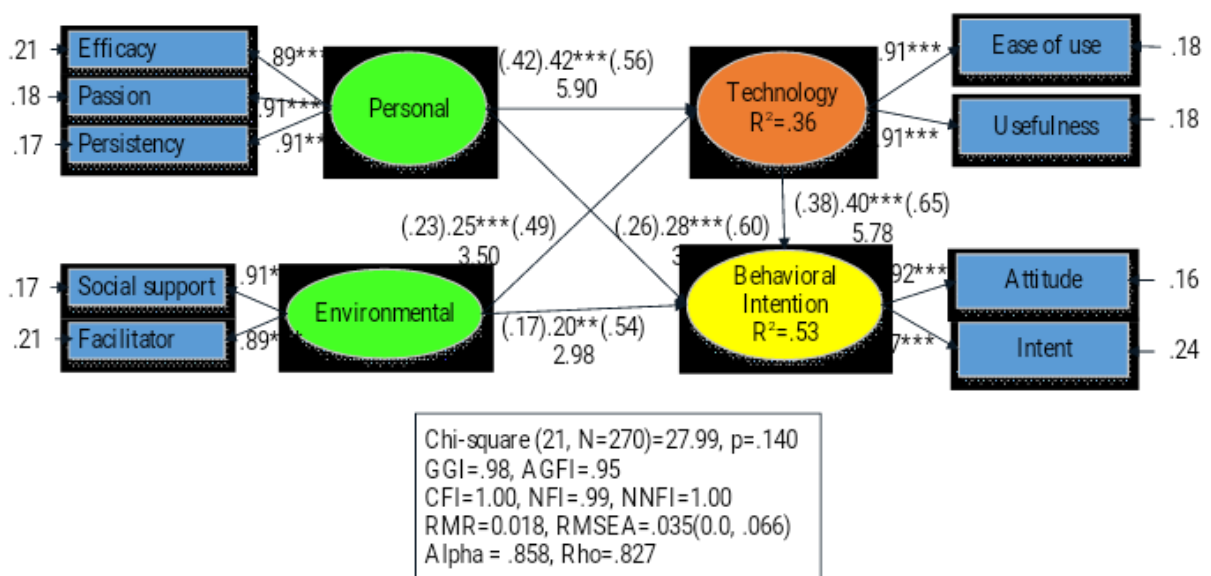 .21
Efficacy
.89***
.18
Passion
.91***
.17
Persistency
.91**
Personal
(.42).42***(.56)
5.90
Technology
R²=.36
.91***
Ease of use
.18
.91***
Usefulness
.18
(.23).25***(.49)
3.50
(.26).28***(.60)
3
(.38).40***(.65)
5.78
.17
Social support
.91*
.21
Facilitator
.89*
Environmental
(.17).20**(.54)
2.98
Behavioral
Intention
R²=.53
.92***
Attitude
.16
7***
Intent
.24
Chi-square (21, N=270)=27.99, p=.140
GGI=.98, AGFI=.95
CFI=1.00, NFI=.99, NNFI=1.00
RMR=0.018, RMSEA=.035(0.0, .066)
Alpha = .858, Rho=.827